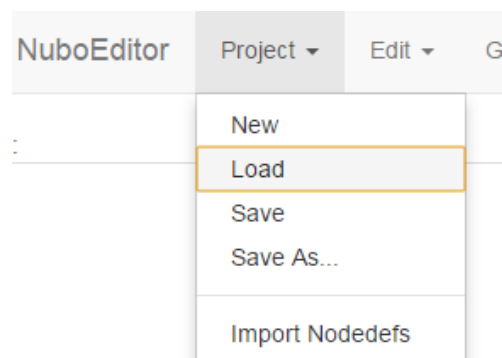 NuboEditor Project Edit G
:
New
Load
Save
Save As...
Import Nodedefs